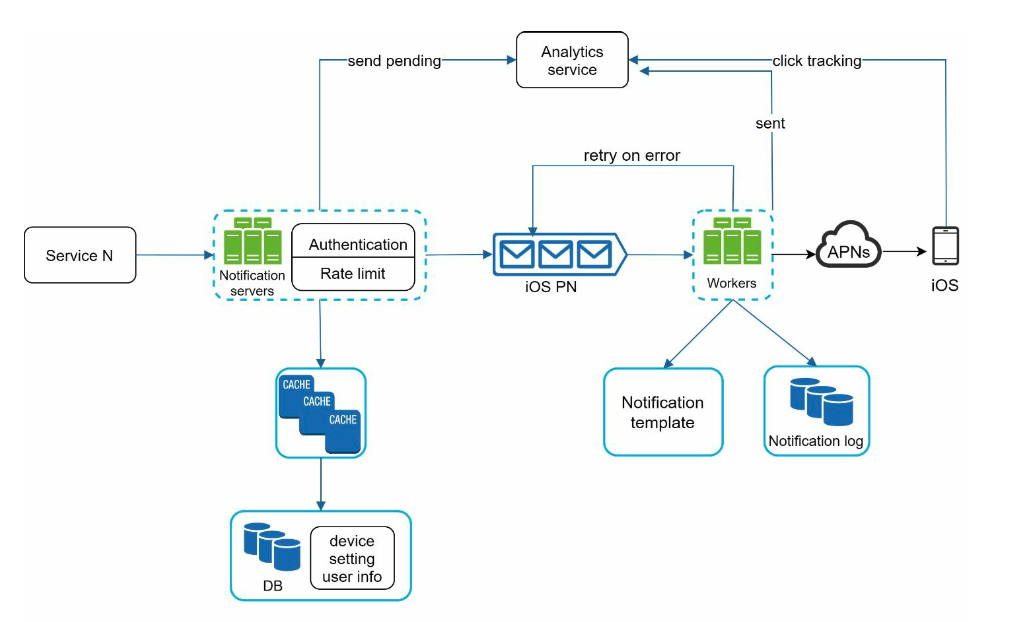 Analytics
service
send pending
click tracking
sent
retry on error
Service N
Notification
servers
Authentication
Rate limit
iOS PN
Workers
APNs
iOS
CACHE
CACHE
CACHE
Notification
template
Notification log
DB
device
setting
user info